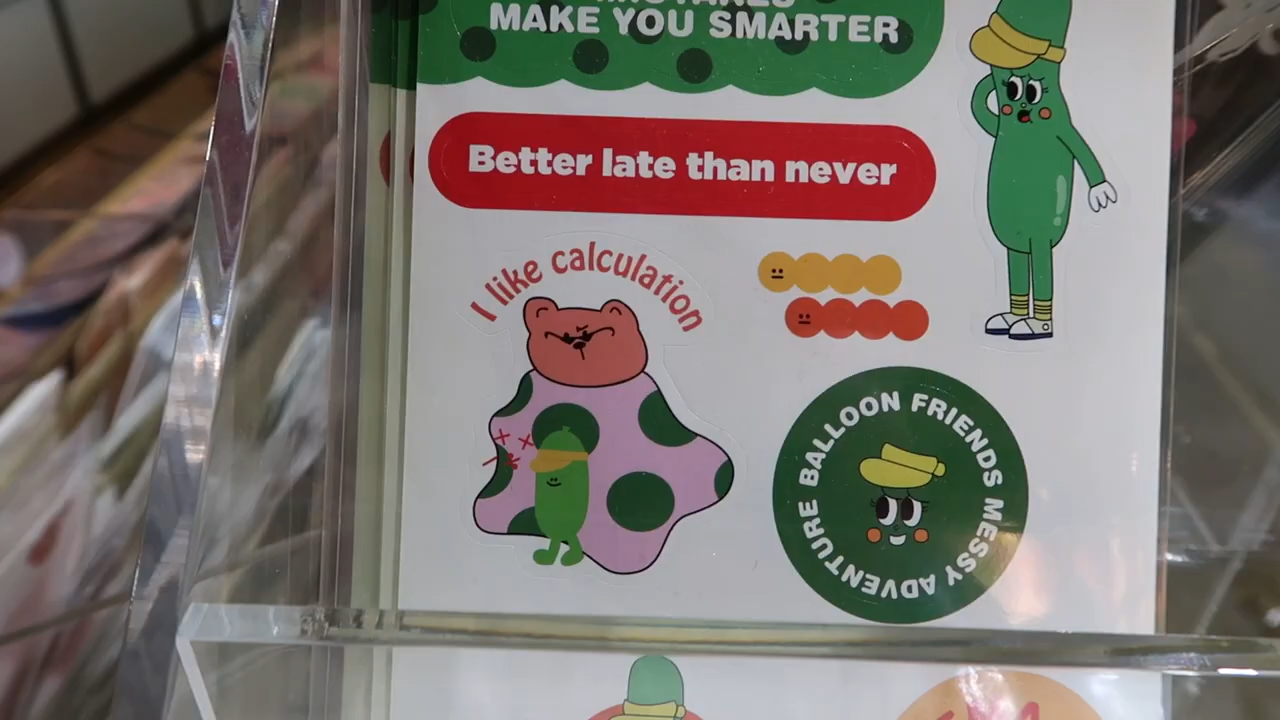 MAKE YOU SMARTER
Better late than never
I like calculation
BALLOON FRIENDS MESSY ADVENTURE